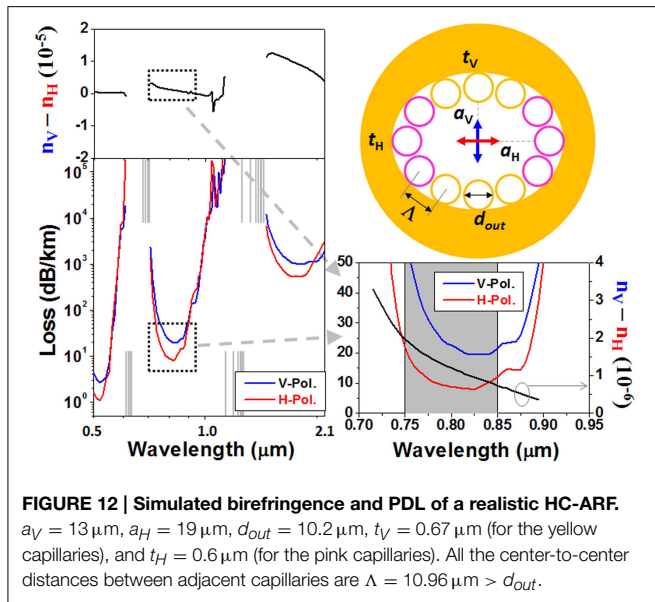 n_V − n_H (10^-5)
2
1
0
-1
-2
Loss (dB/km)
10^5
10^4
10^3
10^2
10^1
10^0
V-Pol.
H-Pol.
0.5 1.0 2.1
Wavelength (μm)
t_V
a_V
t_H
a_H
Λ
d_out
50
40
30
20
10
0
V-Pol.
H-Pol.
4
3
2
1
0
n_V − n_H (10^-6)
0.70 0.75 0.80 0.85 0.90 0.95
Wavelength (μm)
FIGURE 12 | Simulated birefringence and PDL of a realistic HC-ARF.
a_V = 13 μm, a_H = 19 μm, d_out = 10.2 μm, t_V = 0.67 μm (for the yellow
capillaries), and t_H = 0.6 μm (for the pink capillaries). All the center-to-center
distances between adjacent capillaries are Λ = 10.96 μm > d_out.